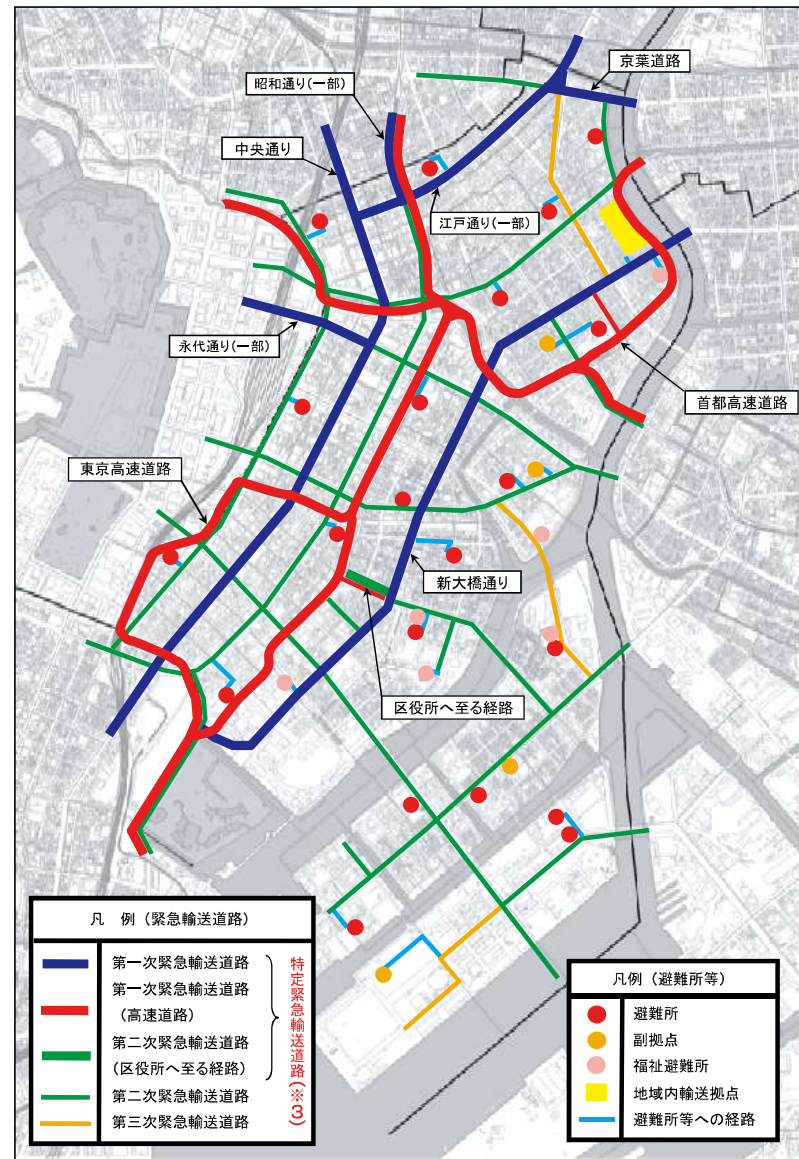 京葉道路
昭和通り(一部)
中央通り
江戸通り(一部)
永代通り(一部)
首都高速道路
東京高速道路
新大橋通り
区役所へ至る経路
凡 例(緊急輸送道路)
第一次緊急輸送道路
第一次緊急輸送道路
(高速道路)
第二次緊急輸送道路
(区役所へ至る経路)
第二次緊急輸送道路
第三次緊急輸送道路
特定緊急輸送道路(※3)
凡例(避難所等)
避難所
副拠点
福祉避難所
地域内輸送拠点
避難所等への経路